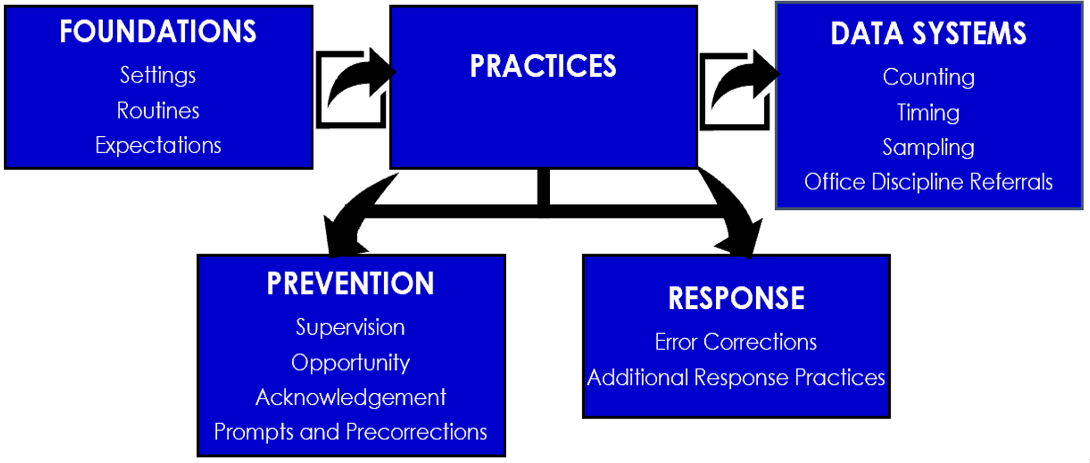 FOUNDATIONS
Settings
Routines
Expectations
PRACTICES
DATA SYSTEMS
Counting
Timing
Sampling
Office Discipline Referrals
PREVENTION
Supervision
Opportunity
Acknowledgement
Prompts and Precorrections
RESPONSE
Error Corrections
Additional Response Practices